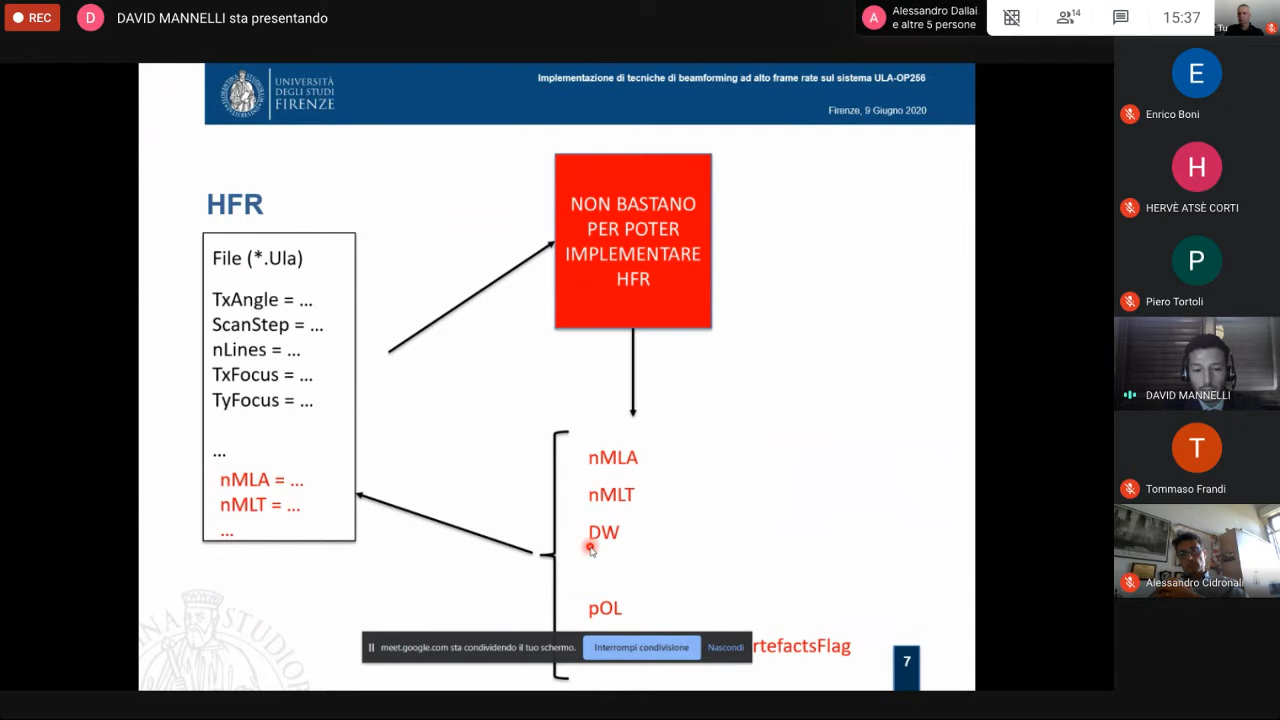 REC
D
DAVID MANNELLI sta presentando
A
Alessandro Dallai
e altre 5 persone
14
15:37
Tu
UNIVERSITÀ
DEGLI STUDI
FIRENZE
Implementazione di tecniche di beamforming ad alto frame rate sul sistema ULA-OP256
Firenze, 9 Giugno 2020
HFR
File (*.Ula)
TxAngle = ...
ScanStep = ...
nLines = ...
TxFocus = ...
TyFocus = ...
...
nMLA = ...
nMLT = ...
...
NON BASTANO
PER POTER
IMPLEMENTARE
HFR
nMLA
nMLT
DW
pOL
rtefactsFlag
meet.google.com sta condividendo il tuo schermo.
Interrompi condivisione
Nascondi
7
E
Enrico Boni
H
HERVÈ ATSÈ CORTI
P
Piero Tortoli
DAVID MANNELLI
T
Tommaso Frandi
Alessandro Cidronali